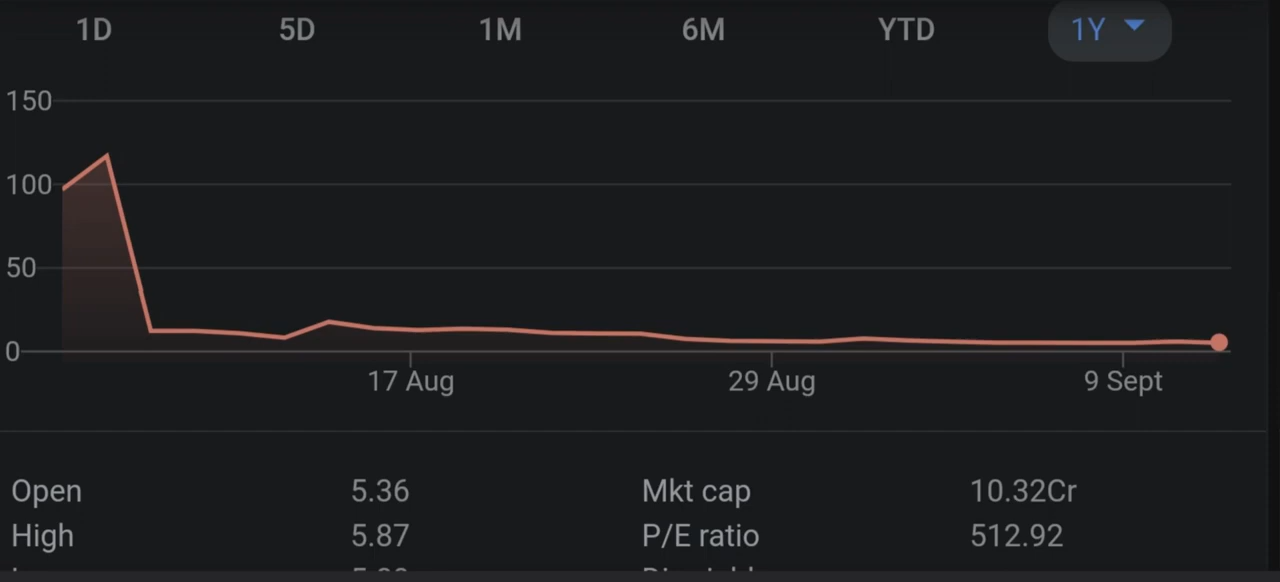 1D 5D 1M 6M YTD 1Y
150
100
50
0
17 Aug 29 Aug 9 Sept
Open 5.36 Mkt cap 10.32Cr
High 5.87 P/E ratio 512.92